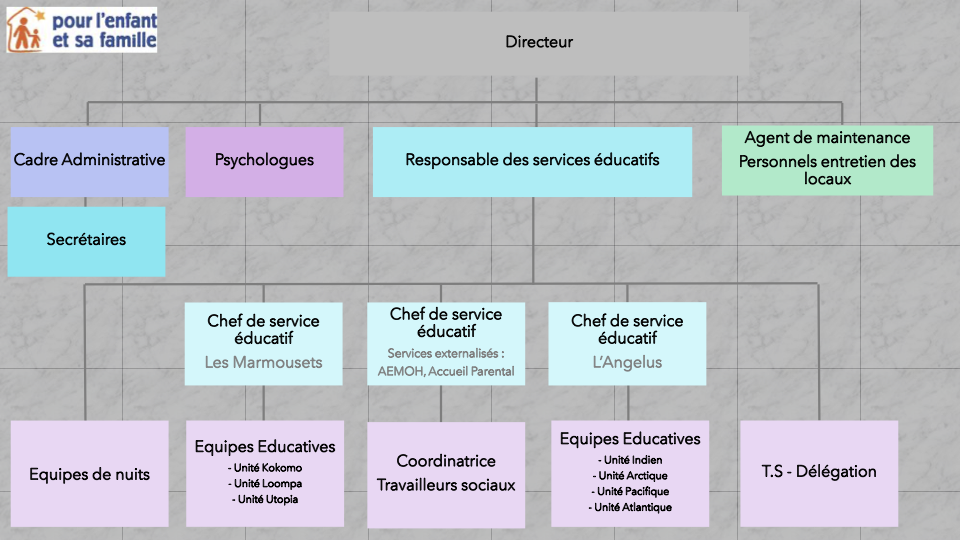 pour l'enfant
et sa famille
Directeur
Cadre Administrative
Psychologues
Responsable des services éducatifs
Agent de maintenance
Personnels entretien des
locaux
Secrétaires
Chef de service
éducatif
Les Marmousets
Chef de service
éducatif
Services externalisés :
AEMOH, Accueil Parental
Chef de service
éducatif
L'Angelus
Equipes de nuits
Equipes Educatives
- Unité Kokomo
- Unité Loompa
- Unité Utopia
Coordinatrice
Travailleurs sociaux
Equipes Educatives
- Unité Indien
- Unité Arctique
- Unité Pacifique
- Unité Atlantique
T.S - Délégation